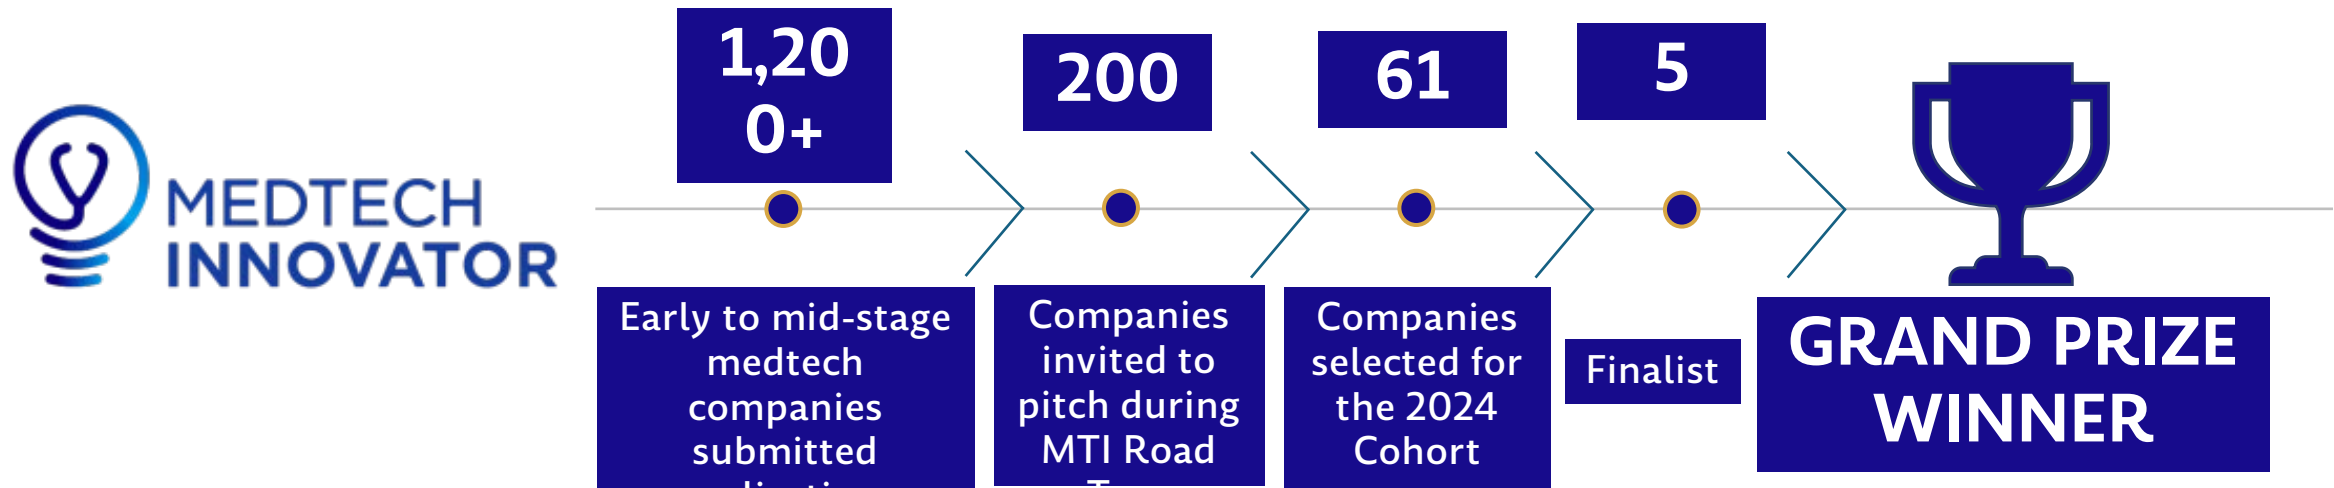 MEDTECH
INNOVATOR
1,20
0+
200
61
5
Early to mid-stage
medtech
companies
submitted
Companies
invited to
pitch during
MTI Road
Companies
selected for
the 2024
Cohort
Finalist
GRAND PRIZE
WINNER